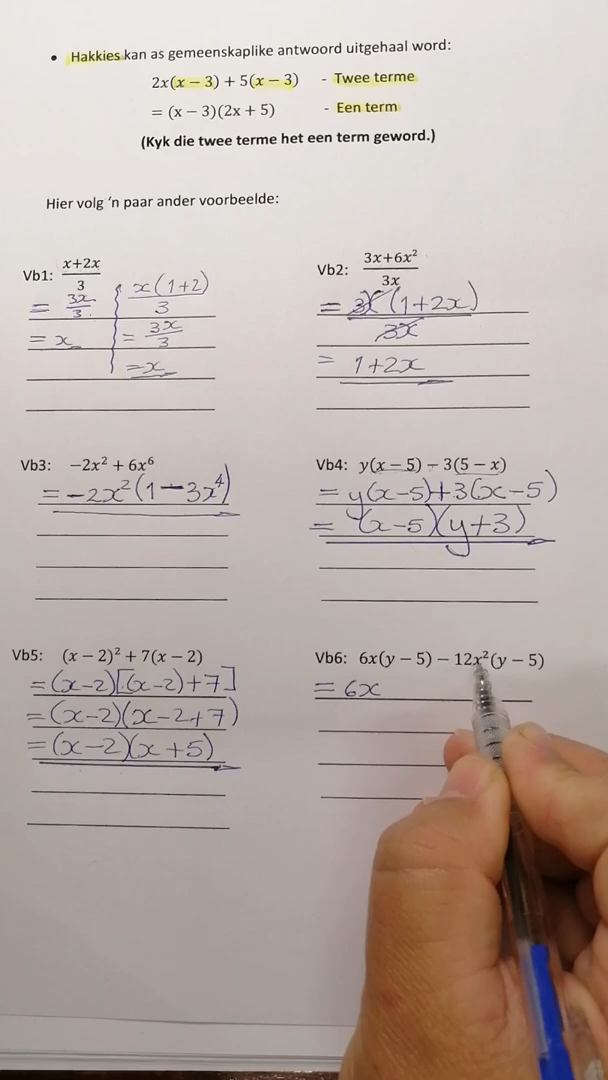 • Hakkies kan as gemeenskaplike antwoord uitgehaal word:
2x(x − 3) + 5(x − 3) - Twee terme
= (x − 3)(2x + 5) - Een term
(Kyk die twee terme het een term geword.)
Hier volg 'n paar ander voorbeelde:
Vb1: (x+2x)/3
= 3x/3
= x
x(1+2)/3
= 3x/3
= x
Vb2: (3x+6x²)/3x
= 3x(1+2x)/3x
= 1+2x
Vb3: −2x² + 6x⁶
= −2x²(1−3x⁴)
Vb4: y(x − 5) − 3(5 − x)
= y(x−5)+3(x−5)
= (x−5)(y+3)
Vb5: (x − 2)² + 7(x − 2)
= (x−2)[(x−2)+7]
= (x−2)(x−2+7)
= (x−2)(x+5)
Vb6: 6x(y − 5) − 12x²(y − 5)
= 6x